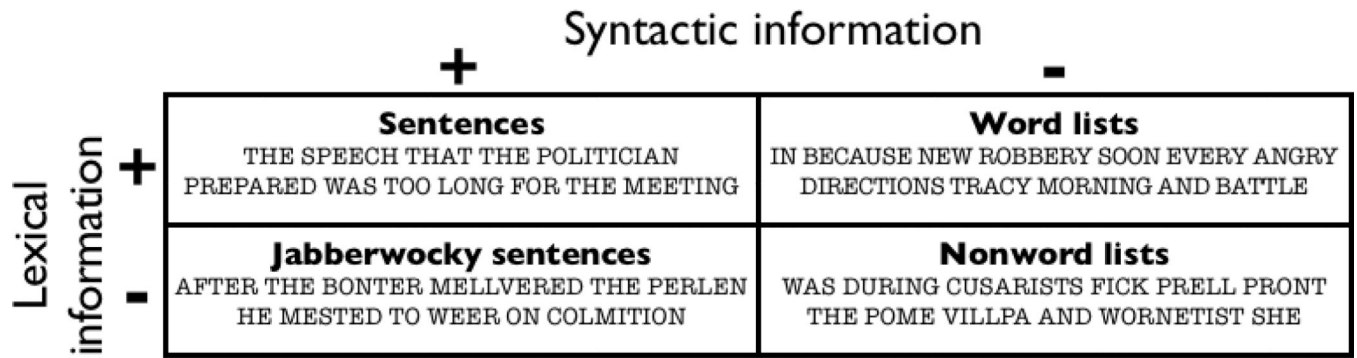 Syntactic information
+ -
Lexical
information
+
Sentences
THE SPEECH THAT THE POLITICIAN
PREPARED WAS TOO LONG FOR THE MEETING
Word lists
IN BECAUSE NEW ROBBERY SOON EVERY ANGRY
DIRECTIONS TRACY MORNING AND BATTLE
-
Jabberwocky sentences
AFTER THE BONTER MELLVERED THE PERLEN
HE MESTED TO WEER ON COLMITION
Nonword lists
WAS DURING CUSARISTS FICK PRELL PRONT
THE POME VILLPA AND WORNETIST SHE